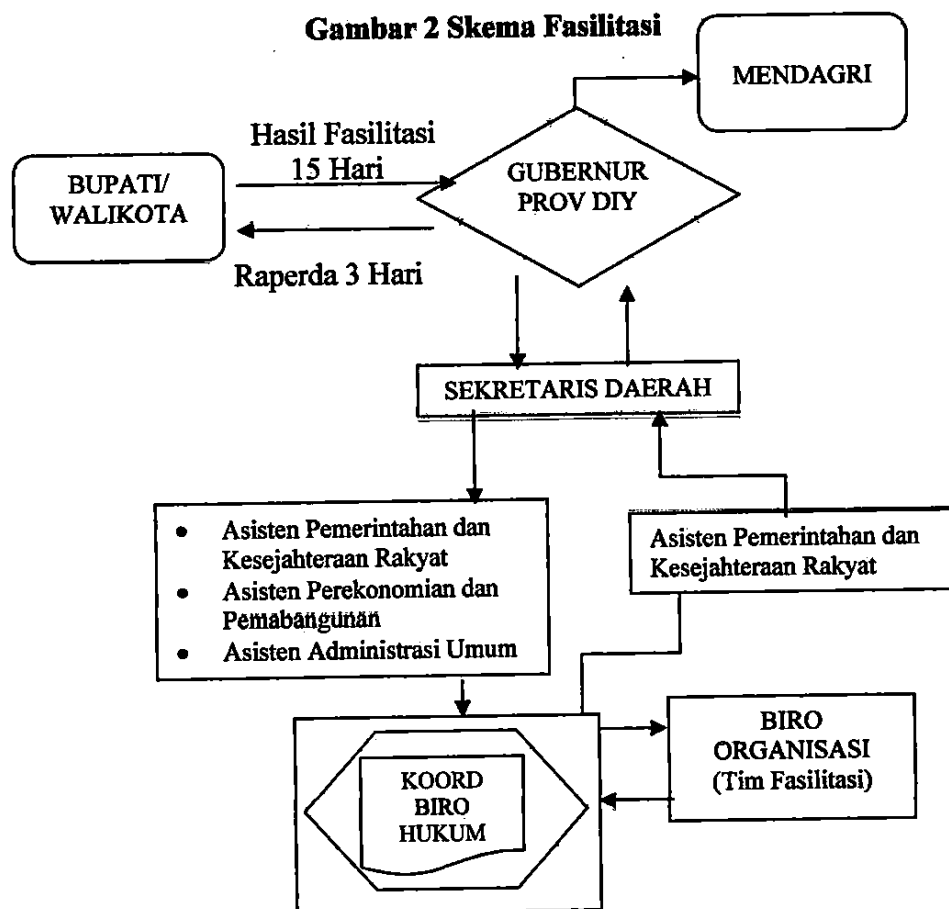 Gambar 2 Skema Fasilitasi
MENDAGRI
Hasil Fasilitasi
15 Hari
BUPATI/
WALIKOTA
GUBERNUR
PROV DIY
Raperda 3 Hari
SEKRETARIS DAERAH
• Asisten Pemerintahan dan
Kesejahteraan Rakyat
• Asisten Perekonomian dan
Pemabangunan
• Asisten Administrasi Umum
Asisten Pemerintahan dan
Kesejahteraan Rakyat
KOORD
BIRO
HUKUM
BIRO
ORGANISASI
(Tim Fasilitasi)